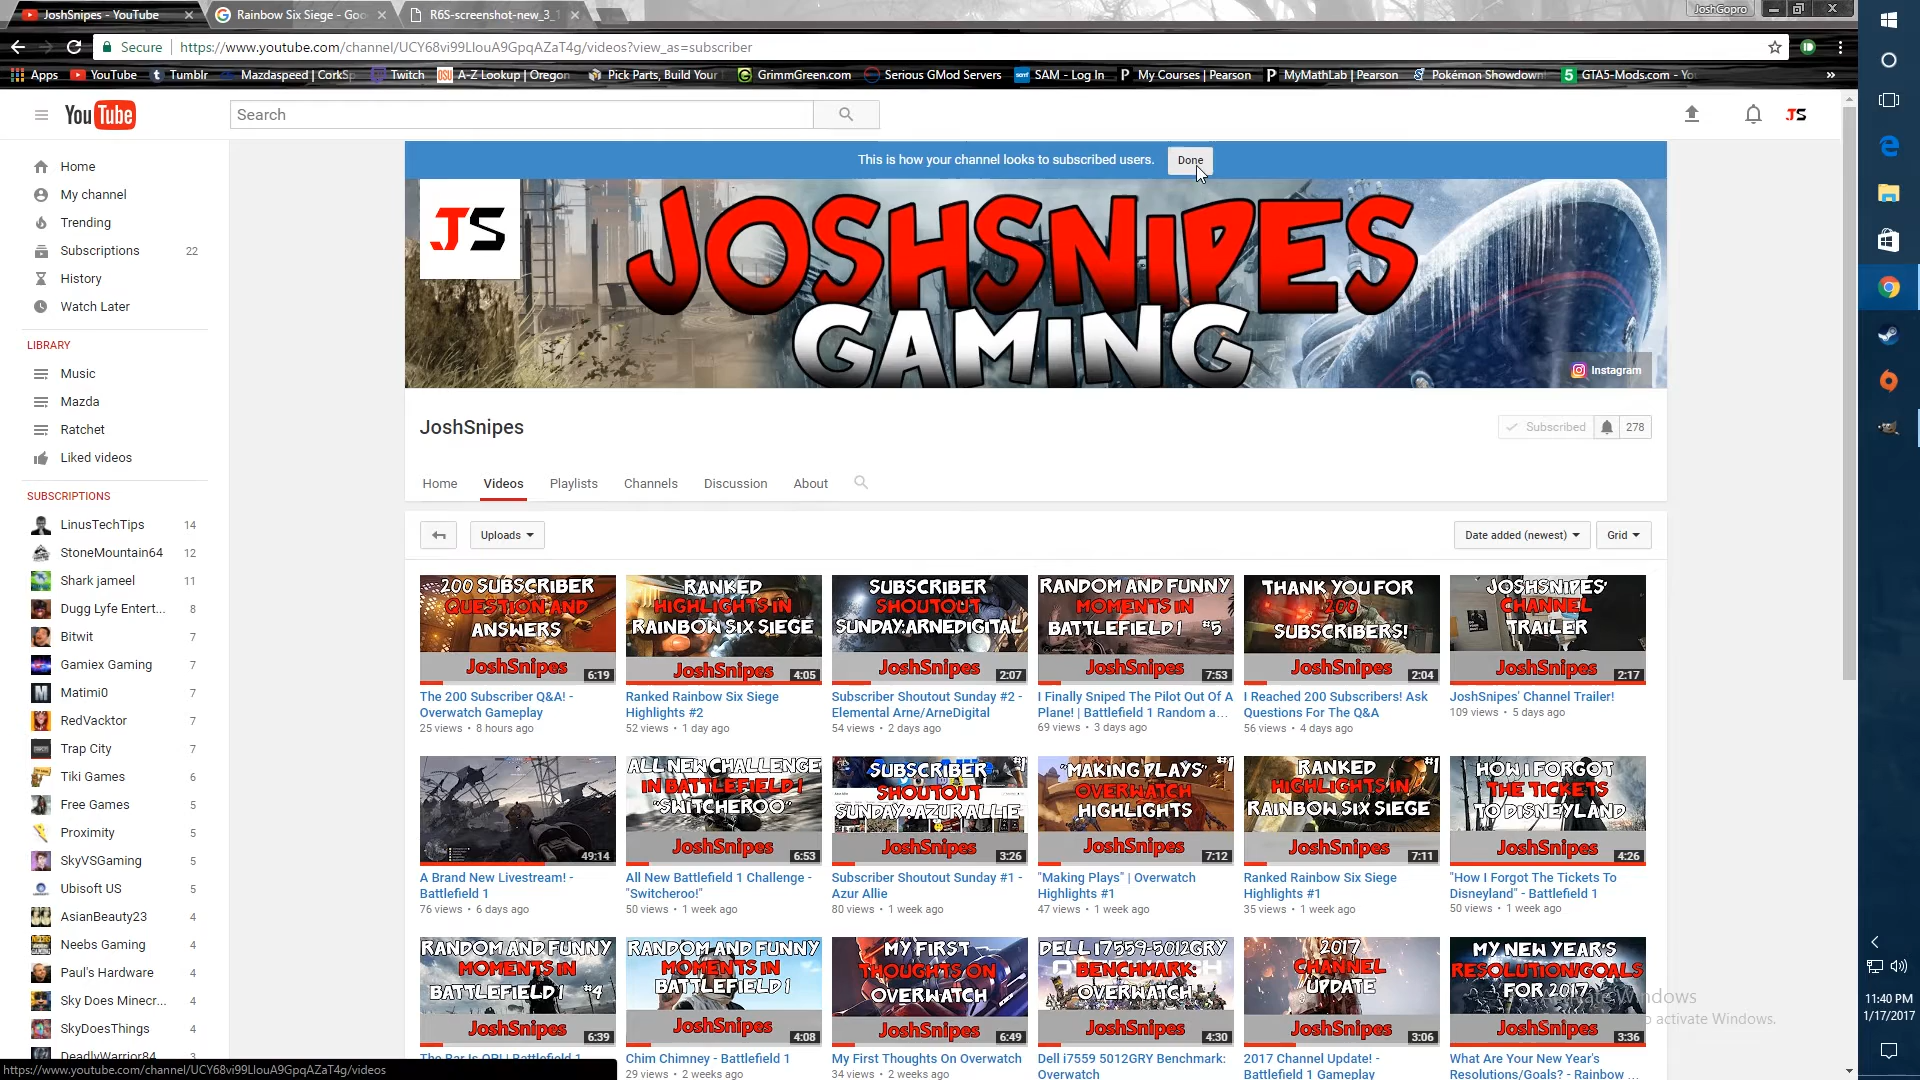 JoshSnipes - YouTube
Rainbow Six Siege - Goo
R6S-screenshot-new_3_1
JoshGopro
Secure
https://www.youtube.com/channel/UCY68vi99LlouA9GpqAZaT4g/videos?view_as=subscriber
Apps
YouTube
Tumblr
Mazdaspeed | CorkSp
Twitch
A-Z Lookup | Oregon
Pick Parts, Build Your
GrimmGreen.com
Serious GMod Servers
SAM - Log In
My Courses | Pearson
MyMathLab | Pearson
Pokémon Showdown
GTA5-Mods.com - You
YouTube
Search
JS
Home
My channel
Trending
Subscriptions 22
History
Watch Later
LIBRARY
Music
Mazda
Ratchet
Liked videos
SUBSCRIPTIONS
LinusTechTips 14
StoneMountain64 12
Shark jameel 11
Dugg Lyfe Entert... 8
Bitwit 7
Gamiex Gaming 7
Matimi0 7
RedVacktor 7
Trap City 7
Tiki Games 6
Free Games 5
Proximity 5
SkyVSGaming 5
Ubisoft US 5
AsianBeauty23 4
Neebs Gaming 4
Paul's Hardware 4
Sky Does Minecr... 4
SkyDoesThings 4
DeadlyWarrior84 3
This is how your channel looks to subscribed users.
Done
JS
JOSHSNIPES
GAMING
Instagram
JoshSnipes
Subscribed
278
Home Videos Playlists Channels Discussion About
Uploads
Date added (newest)
Grid
200 SUBSCRIBER
QUESTION AND
ANSWERS
JoshSnipes
6:19
The 200 Subscriber Q&A! -
Overwatch Gameplay
25 views • 8 hours ago
RANKED
HIGHLIGHTS IN
RAINBOW SIX SIEGE
JoshSnipes
4:05
Ranked Rainbow Six Siege
Highlights #2
52 views • 1 day ago
SUBSCRIBER
SHOUTOUT
SUNDAY:ARNEDIGITAL
JoshSnipes
2:07
Subscriber Shoutout Sunday #2 -
Elemental Arne/ArneDigital
54 views • 2 days ago
RANDOM AND FUNNY
MOMENTS IN
BATTLEFIELD 1 #5
JoshSnipes
7:53
I Finally Sniped The Pilot Out Of A
Plane! | Battlefield 1 Random a...
69 views • 3 days ago
THANK YOU FOR
200
SUBSCRIBERS!
JoshSnipes
2:04
I Reached 200 Subscribers! Ask
Questions For The Q&A
56 views • 4 days ago
JOSHSNIPES'
CHANNEL
TRAILER
JoshSnipes
2:17
JoshSnipes' Channel Trailer!
109 views • 5 days ago
49:14
A Brand New Livestream! -
Battlefield 1
76 views • 6 days ago
ALL NEW CHALLENGE
IN BATTLEFIELD 1
"SWITCHEROO"
JoshSnipes
6:53
All New Battlefield 1 Challenge -
"Switcheroo!"
50 views • 1 week ago
SUBSCRIBER #1
SHOUTOUT
SUNDAY:AZUR ALLIE
JoshSnipes
3:26
Subscriber Shoutout Sunday #1 -
Azur Allie
80 views • 1 week ago
"MAKING PLAYS" #1
OVERWATCH
HIGHLIGHTS
JoshSnipes
7:12
"Making Plays" | Overwatch
Highlights #1
47 views • 1 week ago
RANKED #1
HIGHLIGHTS IN
RAINBOW SIX SIEGE
JoshSnipes
7:11
Ranked Rainbow Six Siege
Highlights #1
35 views • 1 week ago
HOW I FORGOT
THE TICKETS
TO DISNEYLAND
JoshSnipes
4:26
"How I Forgot The Tickets To
Disneyland" - Battlefield 1
50 views • 1 week ago
RANDOM AND FUNNY
MOMENTS IN
BATTLEFIELD 1 #4
JoshSnipes
6:39
The Bar Is OP! | Battlefield 1
RANDOM AND FUNNY
MOMENTS IN
BATTLEFIELD 1
JoshSnipes
4:08
Chim Chimney - Battlefield 1
29 views • 2 weeks ago
MY FIRST
THOUGHTS ON
OVERWATCH
JoshSnipes
6:49
My First Thoughts On Overwatch
34 views • 2 weeks ago
DELL I7559-5012GRY
BENCHMARK:
OVERWATCH
JoshSnipes
4:30
Dell i7559 5012GRY Benchmark:
Overwatch
2017
CHANNEL
UPDATE
JoshSnipes
3:06
2017 Channel Update! -
Battlefield 1 Gameplay
MY NEW YEAR'S
RESOLUTION/GOALS
FOR 2017
JoshSnipes
3:36
What Are Your New Year's
Resolutions/Goals? - Rainbow ...
Windows
activate Windows.
11:40 PM
1/17/2017
https://www.youtube.com/channel/UCY68vi99LlouA9GpqAZaT4g/videos